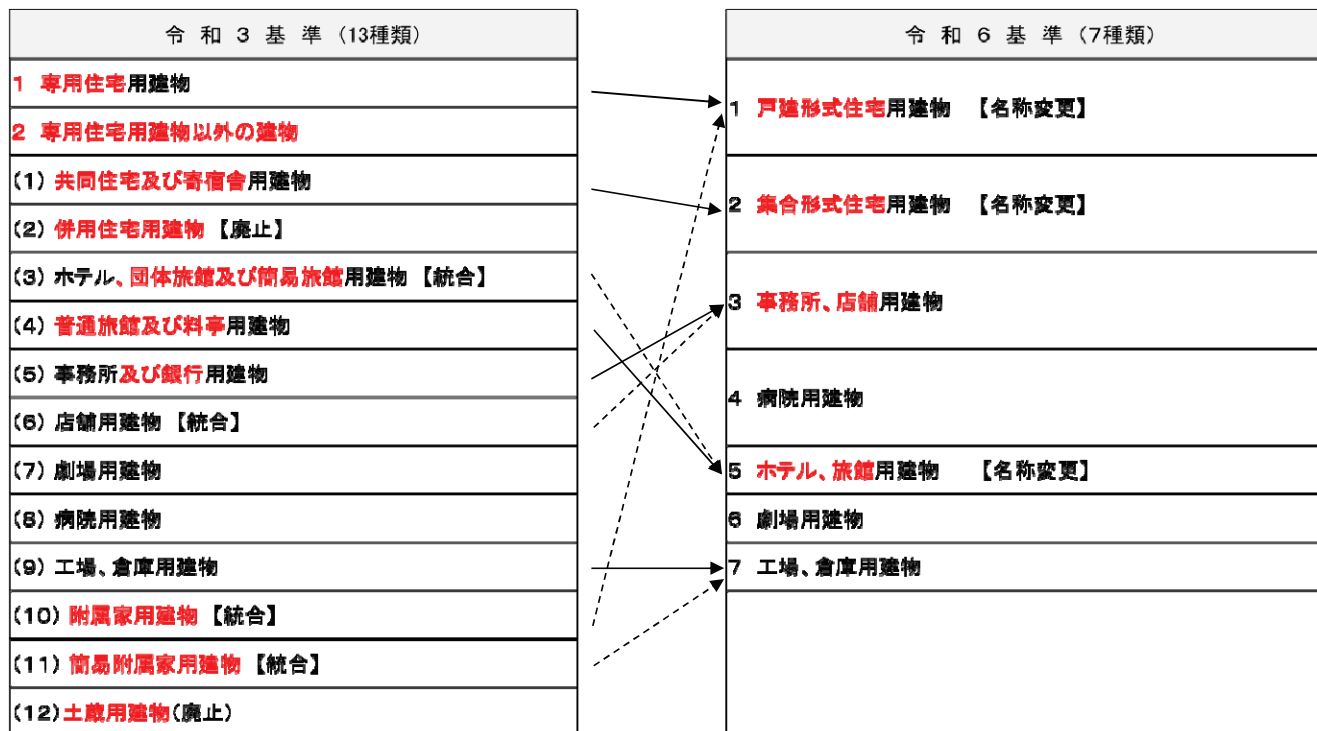 令和３基準(13種類)
1 専用住宅用建物
2 専用住宅用建物以外の建物
(1) 共同住宅及び寄宿舎用建物
(2) 併用住宅用建物 【廃止】
(3) ホテル、団体旅館及び簡易旅館用建物 【統合】
(4) 普通旅館及び料亭用建物
(5) 事務所及び銀行用建物
(6) 店舗用建物 【統合】
(7) 劇場用建物
(8) 病院用建物
(9) 工場、倉庫用建物
(10) 附属家用建物 【統合】
(11) 簡易附属家用建物 【統合】
(12) 土蔵用建物(廃止)
令和６基準(7種類)
1 戸建形式住宅用建物 【名称変更】
2 集合形式住宅用建物 【名称変更】
3 事務所、店舗用建物
4 病院用建物
5 ホテル、旅館用建物 【名称変更】
6 劇場用建物
7 工場、倉庫用建物